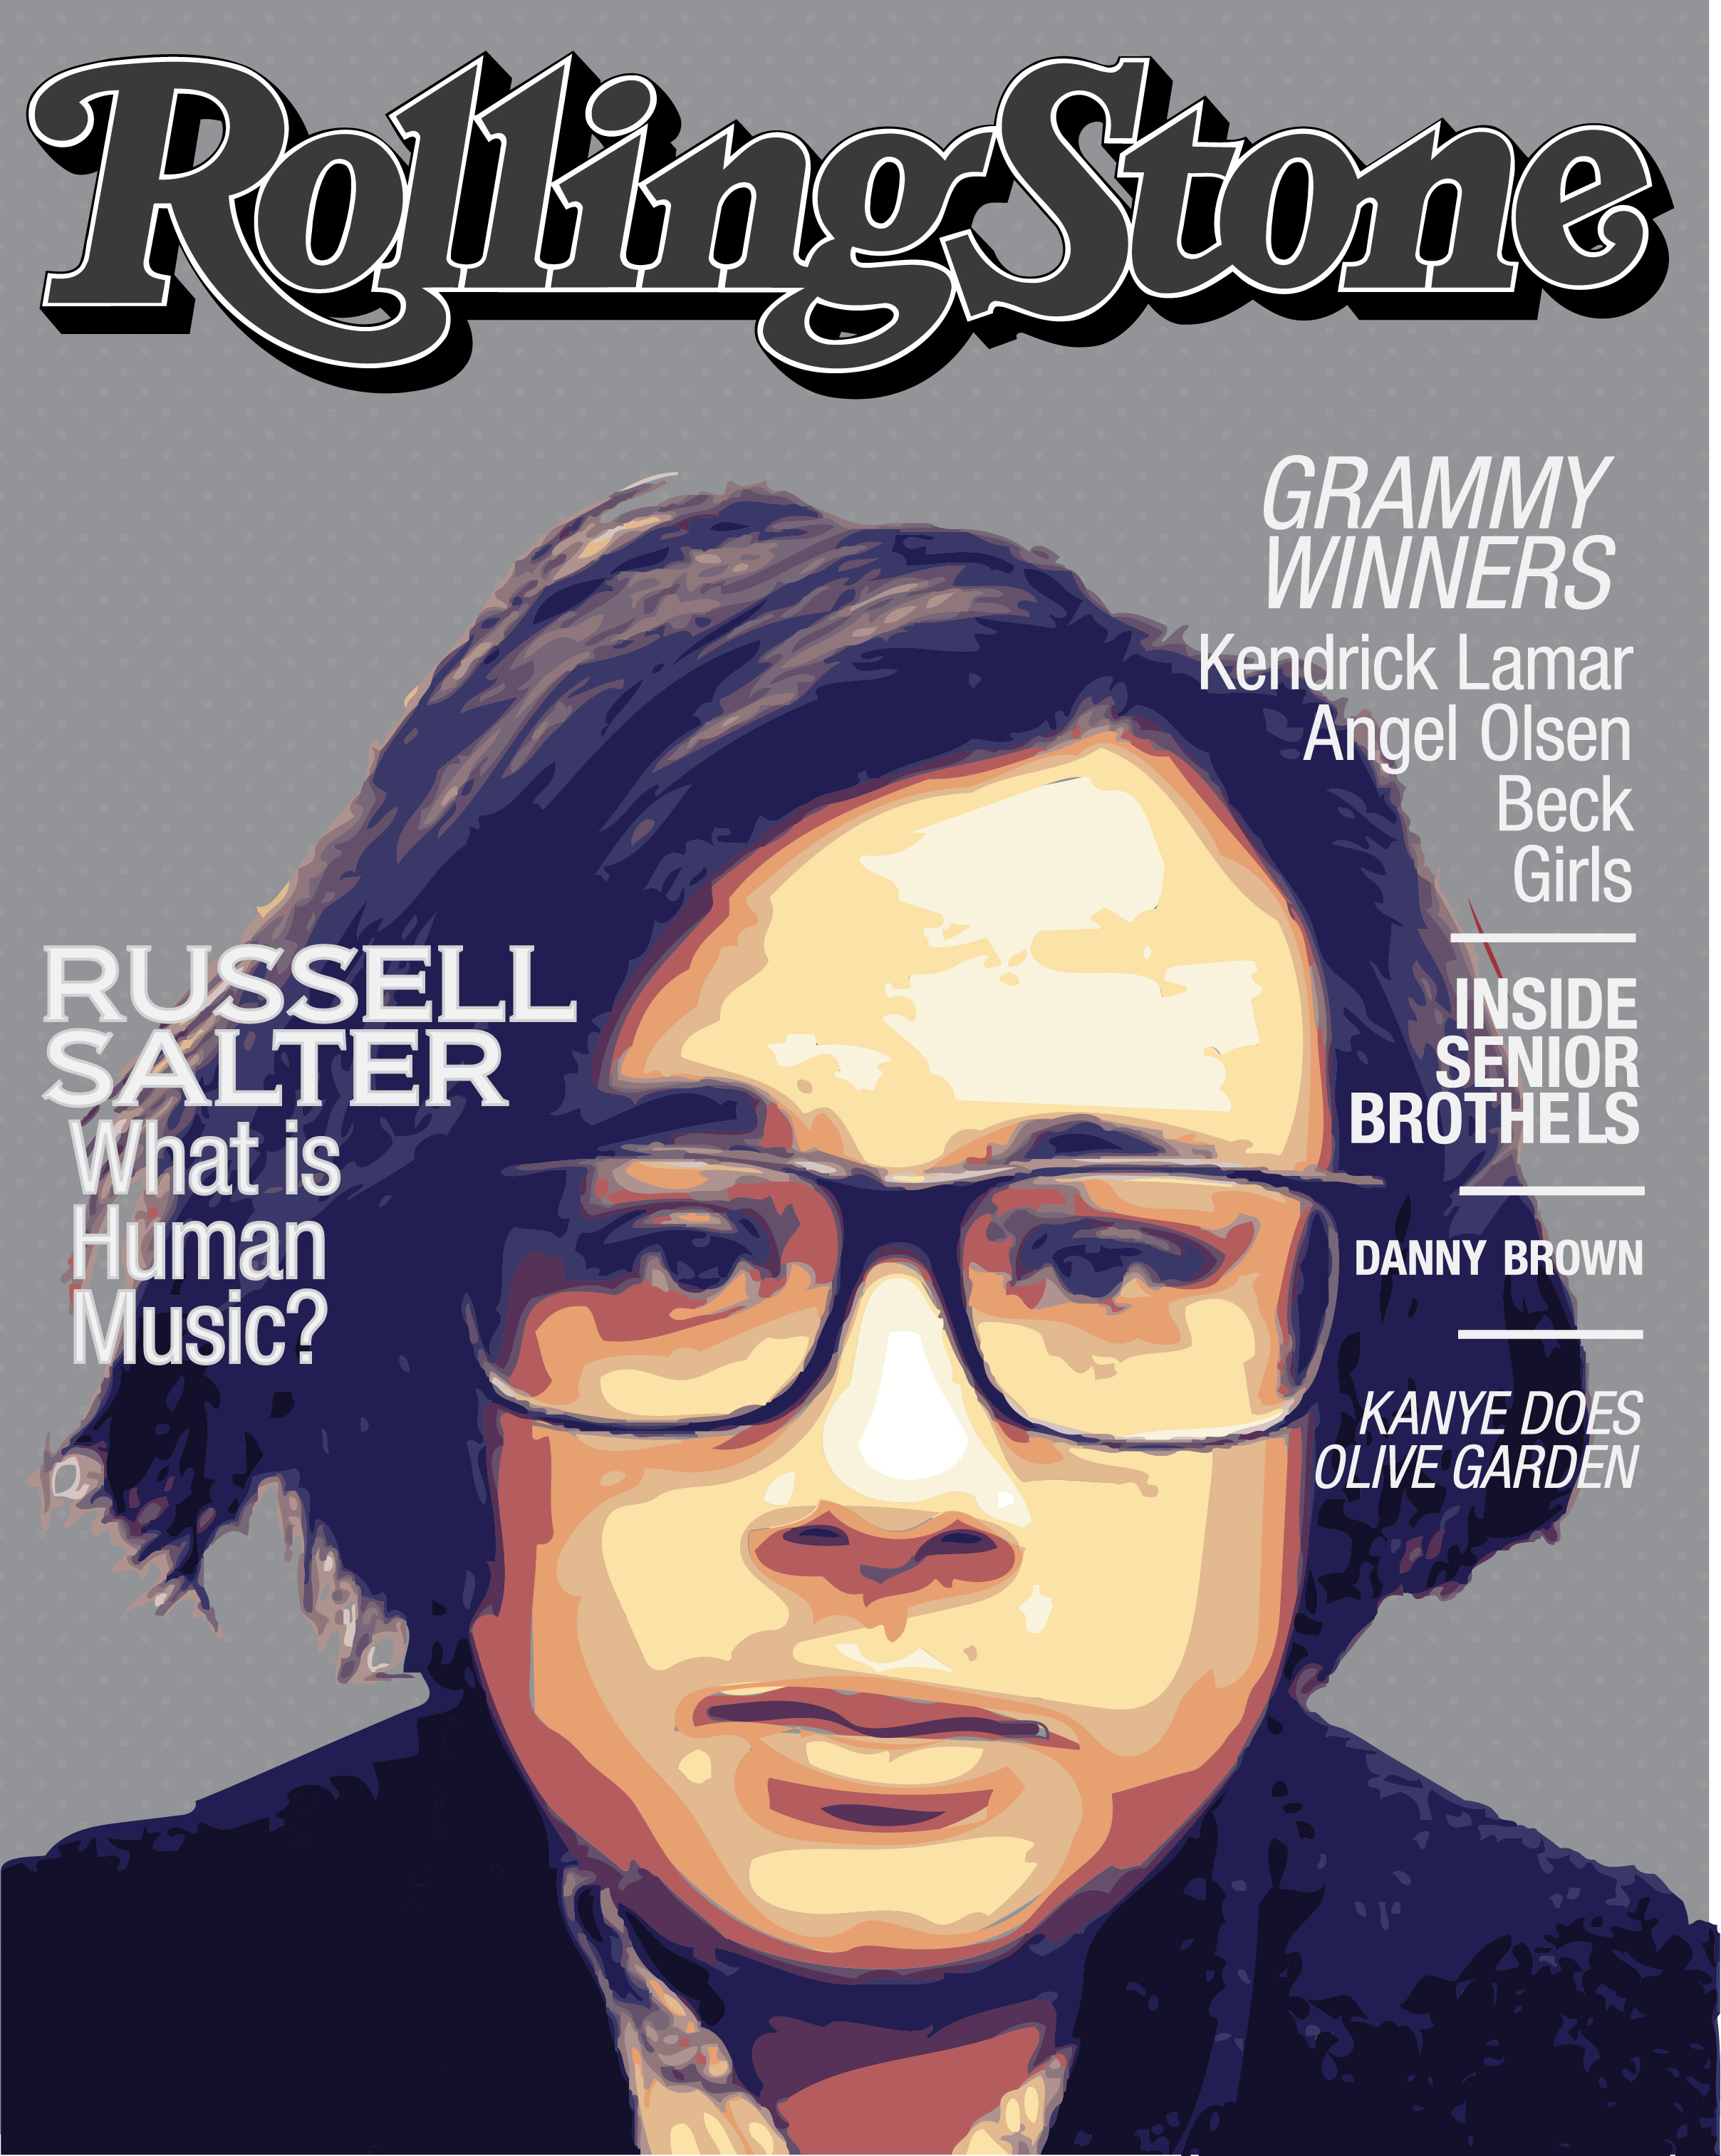 RollingStone
GRAMMY
WINNERS
Kendrick Lamar
Angel Olsen
Beck
Girls
RUSSELL
SALTER
What is
Human
Music?
INSIDE
SENIOR
BROTHELS
DANNY BROWN
KANYE DOES
OLIVE GARDEN